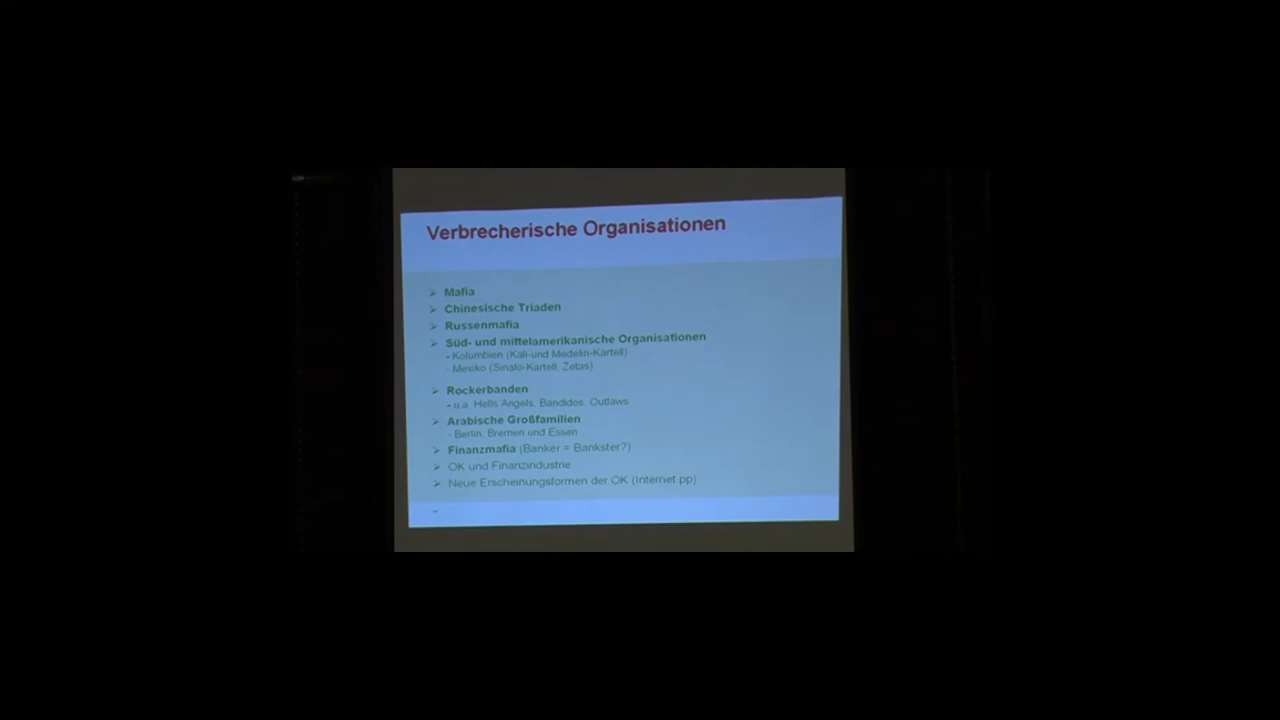 Verbrecherische Organisationen
➢ Mafia
➢ Chinesische Triaden
➢ Russenmafia
➢ Süd- und mittelamerikanische Organisationen
- Kolumbien (Kali-und Medelin-Kartell)
- Mexiko (Sinalo-Kartell, Zetas)
➢ Rockerbanden
- u.a. Hells Angels, Bandidos, Outlaws
➢ Arabische Großfamilien
- Berlin, Bremen und Essen
➢ Finanzmafia (Banker = Bankster?)
➢ OK und Finanzindustrie
➢ Neue Erscheinungsformen der OK (Internet pp)